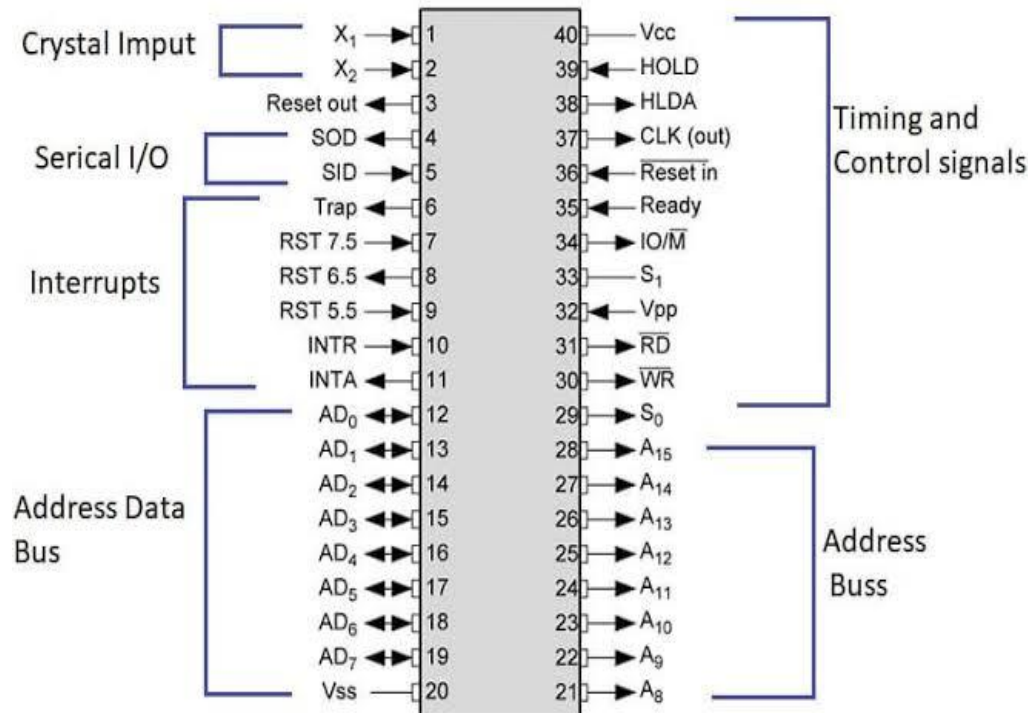 Crystal Imput
X₁ 1
X₂ 2
Reset out 3
Serical I/O
SOD 4
SID 5
Interrupts
Trap 6
RST 7.5 7
RST 6.5 8
RST 5.5 9
INTR 10
INTA 11
Address Data
Bus
AD₀ 12
AD₁ 13
AD₂ 14
AD₃ 15
AD₄ 16
AD₅ 17
AD₆ 18
AD₇ 19
Vss 20
40 Vcc
39 HOLD
38 HLDA
37 CLK (out)
36 R̅e̅s̅e̅t̅ ̅i̅n̅
35 Ready
34 IO/M̅
33 S₁
32 Vpp
31 R̅D̅
30 W̅R̅
29 S₀
Timing and
Control signals
28 A₁₅
27 A₁₄
26 A₁₃
25 A₁₂
24 A₁₁
23 A₁₀
22 A₉
21 A₈
Address
Buss